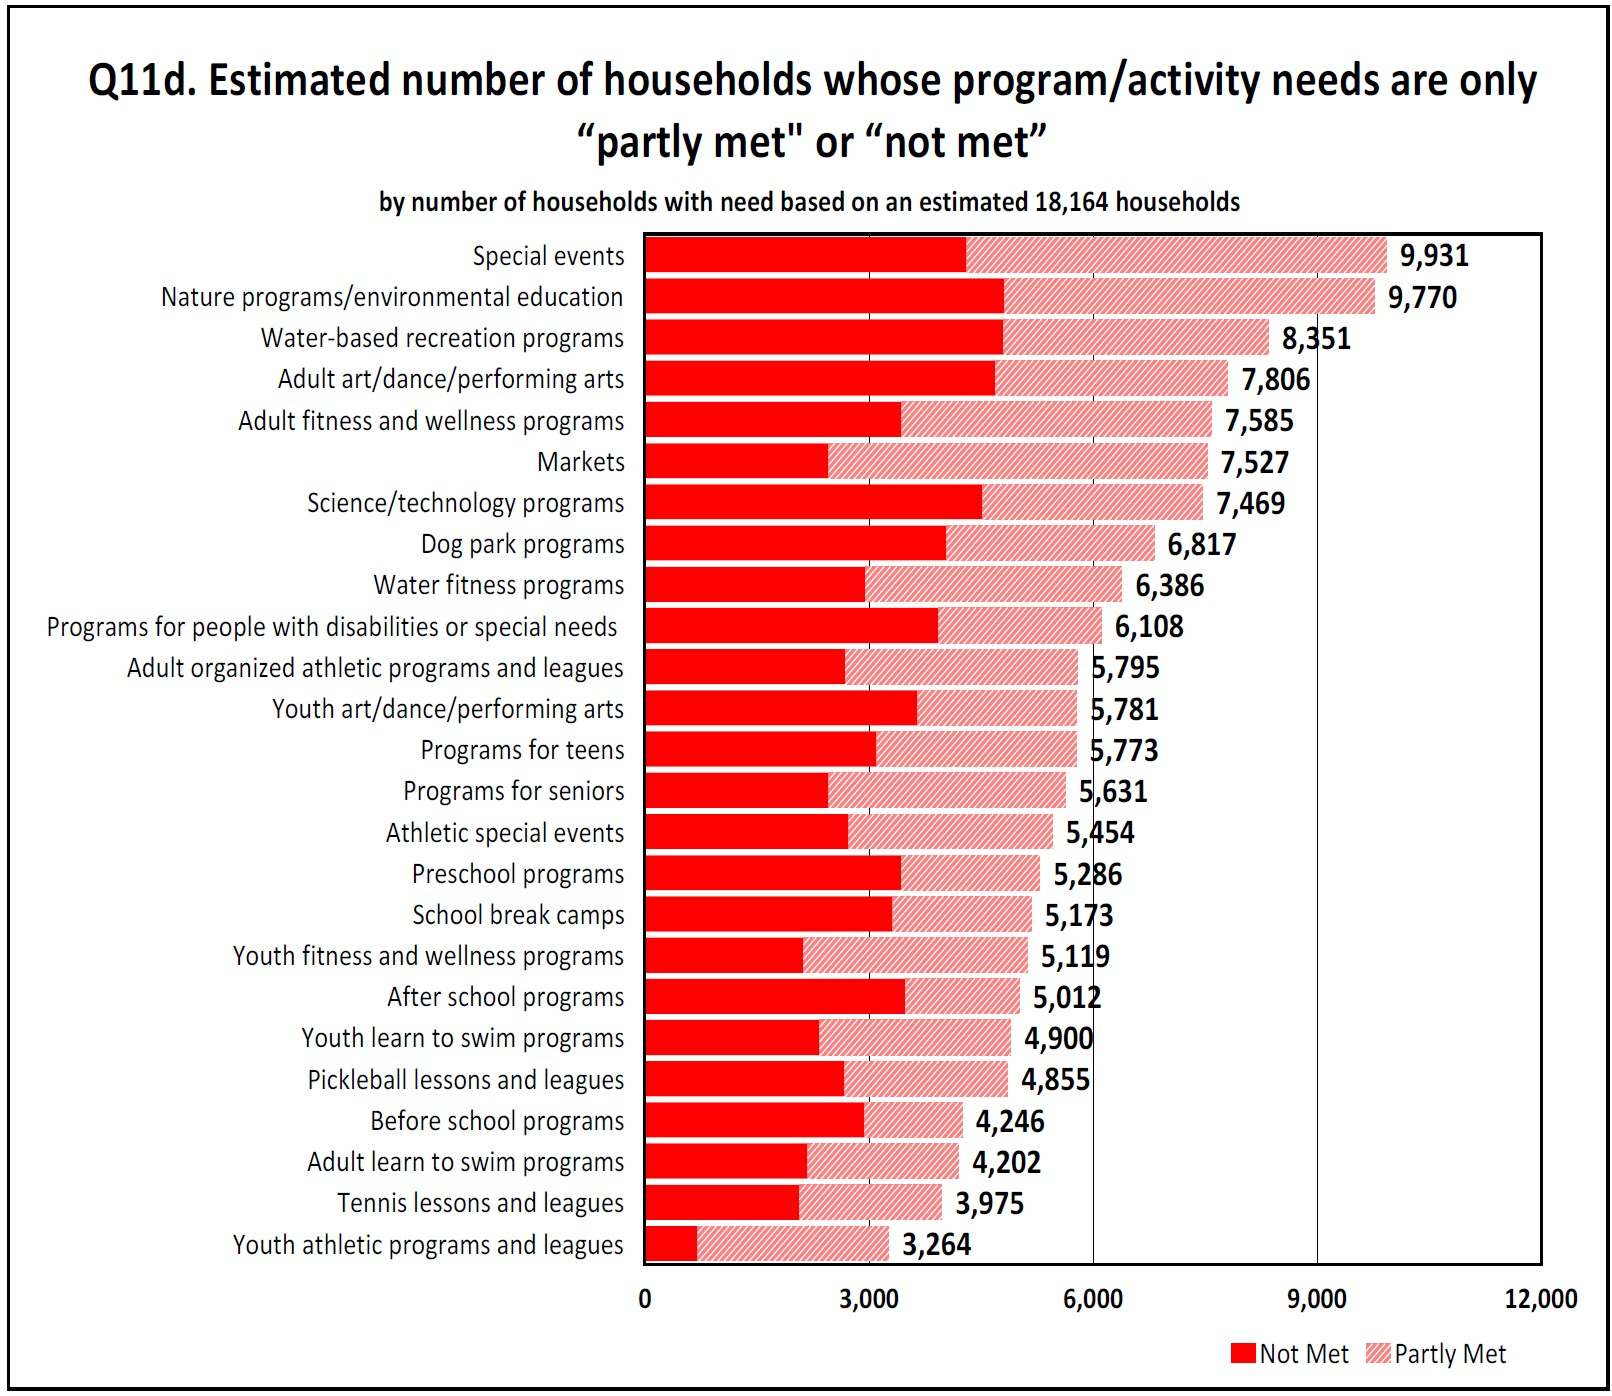 Q11d. Estimated number of households whose program/activity needs are only
“partly met" or “not met”
by number of households with need based on an estimated 18,164 households
Special events 9,931
Nature programs/environmental education 9,770
Water-based recreation programs 8,351
Adult art/dance/performing arts 7,806
Adult fitness and wellness programs 7,585
Markets 7,527
Science/technology programs 7,469
Dog park programs 6,817
Water fitness programs 6,386
Programs for people with disabilities or special needs 6,108
Adult organized athletic programs and leagues 5,795
Youth art/dance/performing arts 5,781
Programs for teens 5,773
Programs for seniors 5,631
Athletic special events 5,454
Preschool programs 5,286
School break camps 5,173
Youth fitness and wellness programs 5,119
After school programs 5,012
Youth learn to swim programs 4,900
Pickleball lessons and leagues 4,855
Before school programs 4,246
Adult learn to swim programs 4,202
Tennis lessons and leagues 3,975
Youth athletic programs and leagues 3,264
0 3,000 6,000 9,000 12,000
Not Met Partly Met